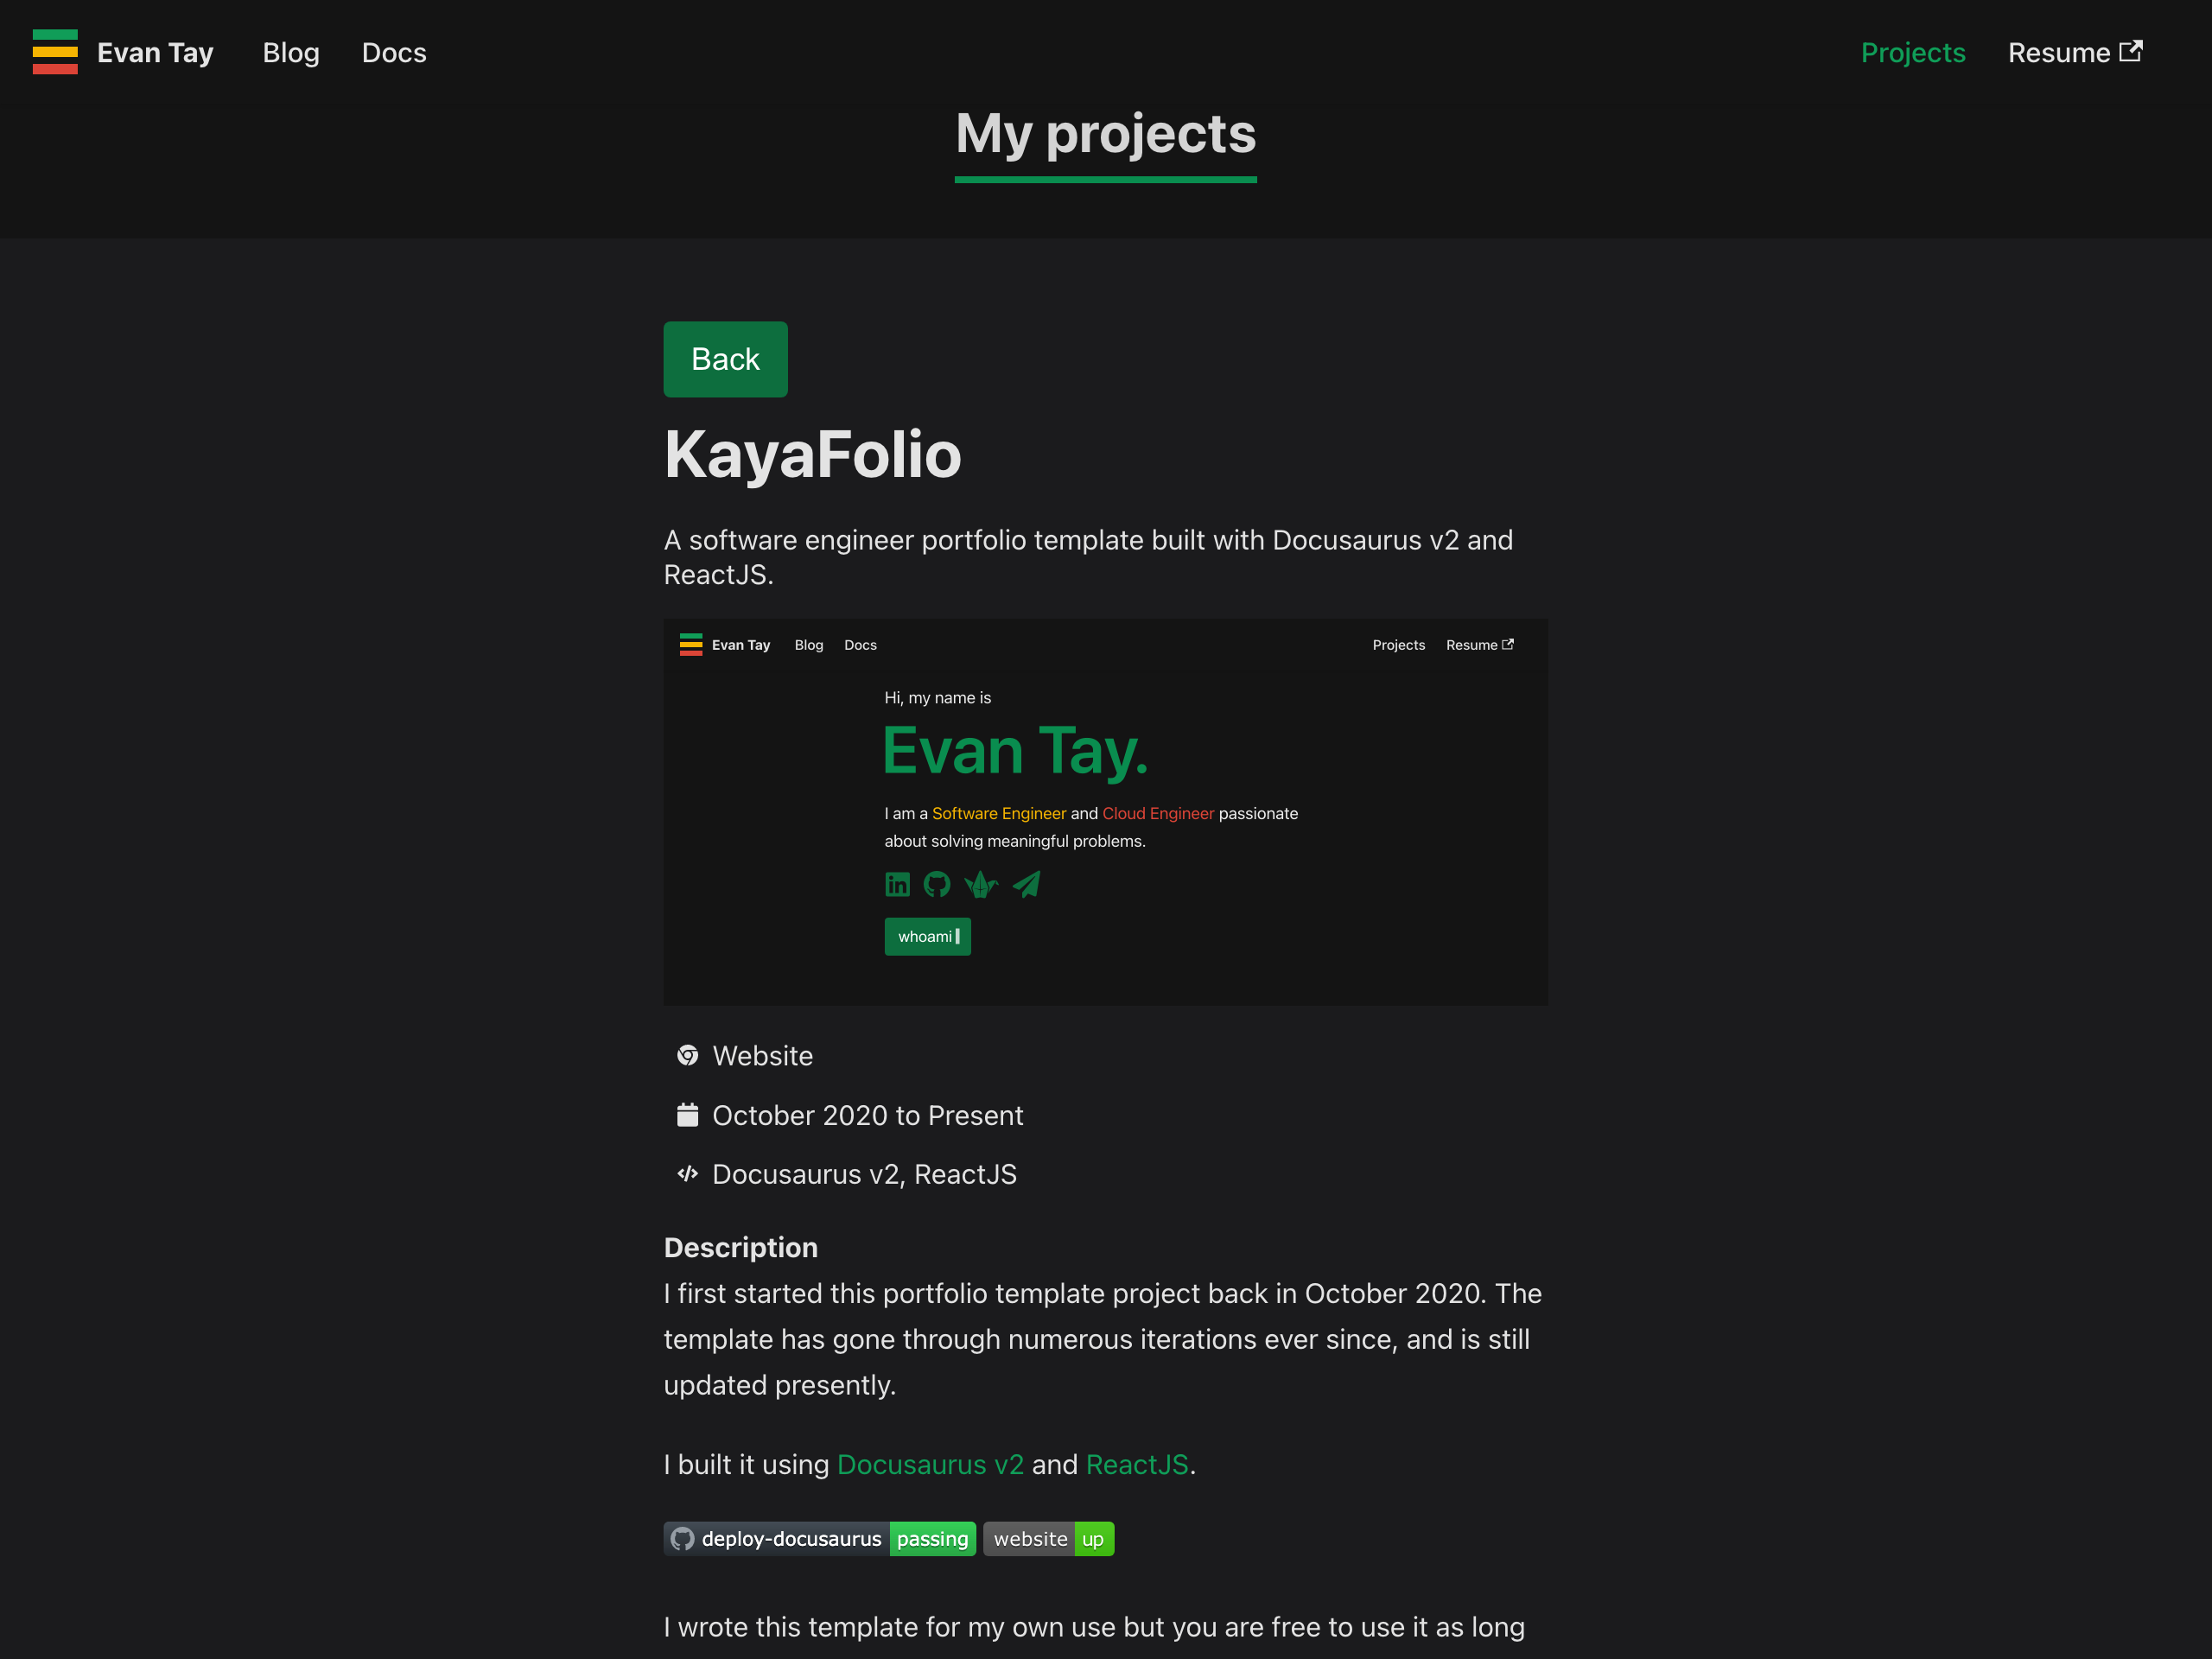 Evan Tay Blog Docs Projects Resume
My projects
Back
KayaFolio
A software engineer portfolio template built with Docusaurus v2 and
ReactJS.
Evan Tay Blog Docs Projects Resume
Hi, my name is
Evan Tay.
I am a Software Engineer and Cloud Engineer passionate
about solving meaningful problems.
in
whoami
Website
October 2020 to Present
Docusaurus v2, ReactJS
Description
I first started this portfolio template project back in October 2020. The
template has gone through numerous iterations ever since, and is still
updated presently.
I built it using Docusaurus v2 and ReactJS.
deploy-docusaurus passing website up
I wrote this template for my own use but you are free to use it as long